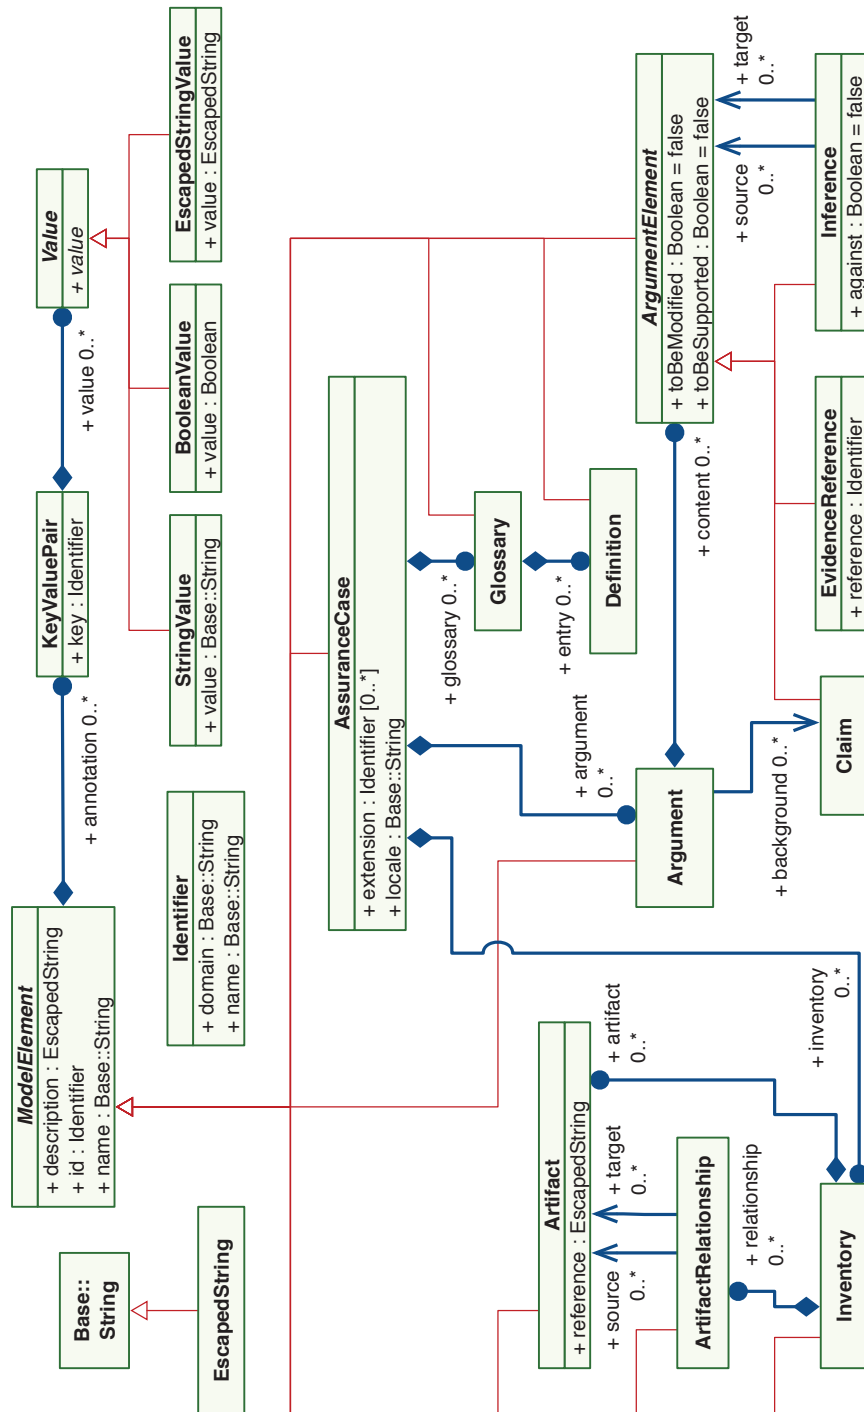 Base::
String
EscapedString
ModelElement
+ description : EscapedString
+ id : Identifier
+ name : Base::String
+ annotation 0..*
KeyValuePair
+ key : Identifier
+ value 0..*
Value
+ value
Identifier
+ domain : Base::String
+ name : Base::String
StringValue
+ value : Base::String
BooleanValue
+ value : Boolean
EscapedStringValue
+ value : EscapedString
AssuranceCase
+ extension : Identifier [0..*]
+ locale : Base::String
+ glossary 0..*
Glossary
+ entry 0..*
Definition
+ argument
0..*
+ inventory
0..*
Artifact
+ reference : EscapedString
+ artifact
0..*
+ source
0..*
+ target
0..*
ArtifactRelationship
+ relationship
0..*
Inventory
Argument
+ background 0..*
+ content 0..*
ArgumentElement
+ toBeModified : Boolean = false
+ toBeSupported : Boolean = false
+ source
0..*
+ target
0..*
Claim
EvidenceReference
+ reference : Identifier
Inference
+ against : Boolean = false